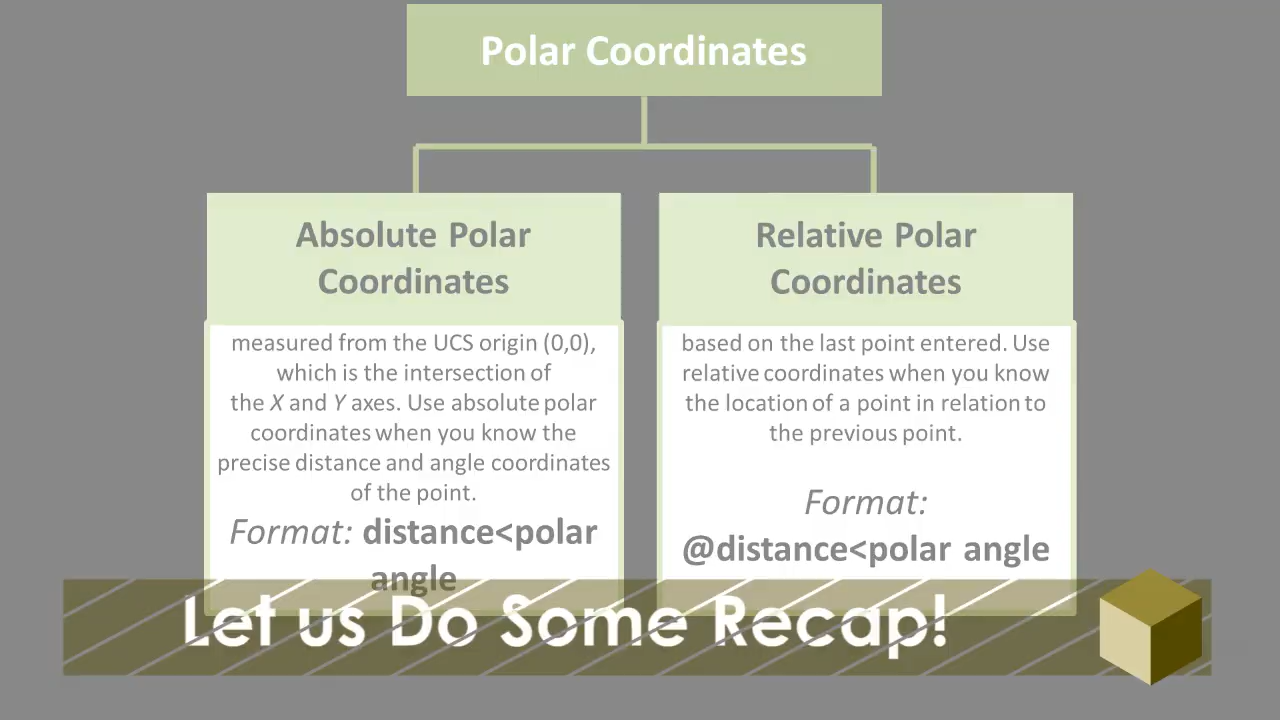 Polar Coordinates
Absolute Polar
Coordinates
measured from the UCS origin (0,0),
which is the intersection of
the X and Y axes. Use absolute polar
coordinates when you know the
precise distance and angle coordinates
of the point.
Format: distance<polar
angle
Relative Polar
Coordinates
based on the last point entered. Use
relative coordinates when you know
the location of a point in relation to
the previous point.
Format:
@distance<polar angle
Let us Do Some Recap!